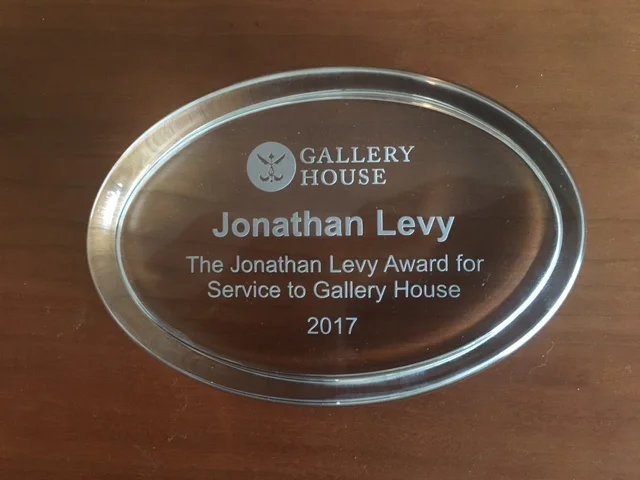 GALLERY
HOUSE
Jonathan Levy
The Jonathan Levy Award for
Service to Gallery House
2017